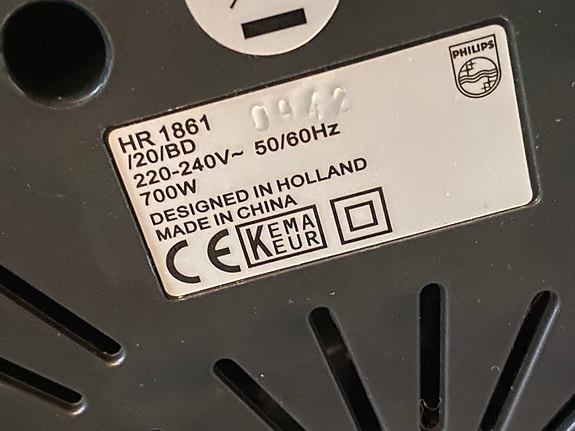 PHILIPS
HR 1861 0942
/20/BD
220-240V~ 50/60Hz
700W
DESIGNED IN HOLLAND
MADE IN CHINA
CE KEMA
KEUR